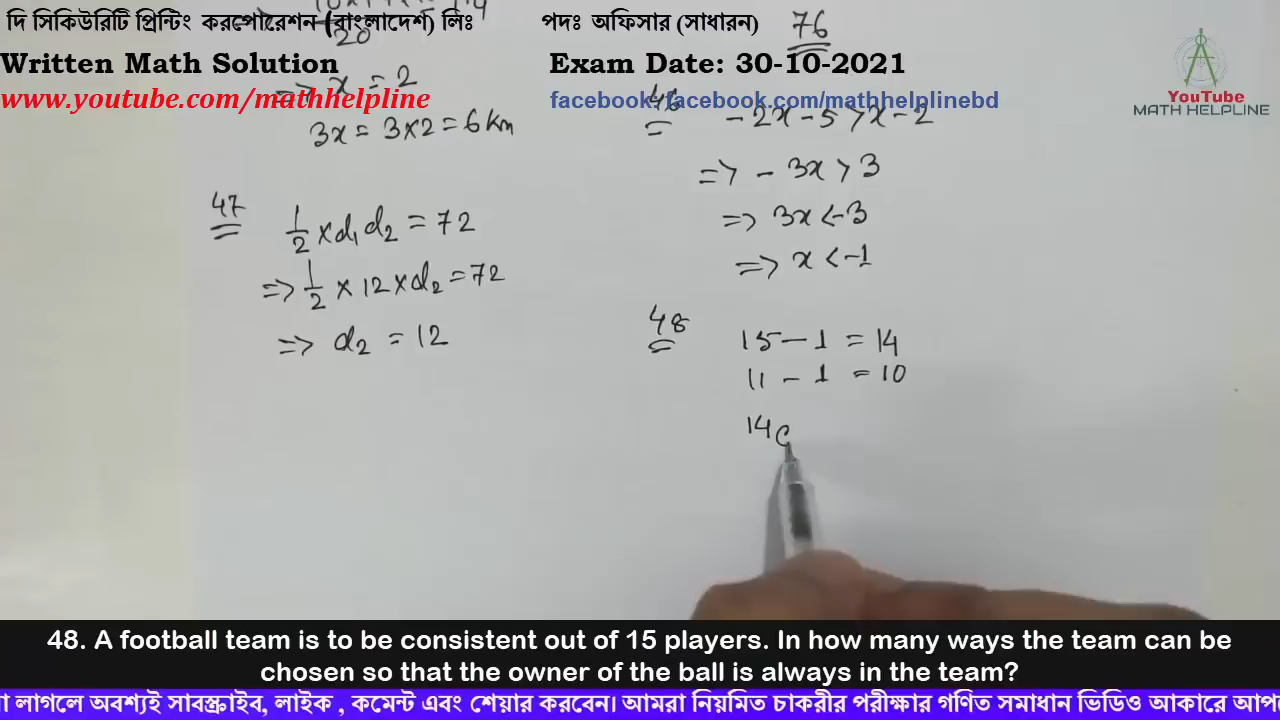 দি সিকিউরিটি প্রিন্টিং করপোরেশন (বাংলাদেশ) লিঃ পদঃ অফিসার (সাধারন) 76
20
Written Math Solution Exam Date: 30-10-2021
www.youtube.com/mathhelpline facebook/facebook.com/mathhelplinebd
YouTube
MATH HELPLINE
=> x = 2
3x = 3×2 = 6 km
47
1/2 × d₁ d₂ = 72
=> 1/2 × 12 × d₂ = 72
=> d₂ = 12
46
-2x - 5 > x - 2
=> - 3x > 3
=> 3x < -3
=> x < -1
48
15 - 1 = 14
11 - 1 = 10
¹⁴C
48. A football team is to be consistent out of 15 players. In how many ways the team can be
chosen so that the owner of the ball is always in the team?
া লাগলে অবশ্যই সাবস্ক্রাইব, লাইক , কমেন্ট এবং শেয়ার করবেন। আমরা নিয়মিত চাকরীর পরীক্ষার গণিত সমাধান ভিডিও আকারে আপ